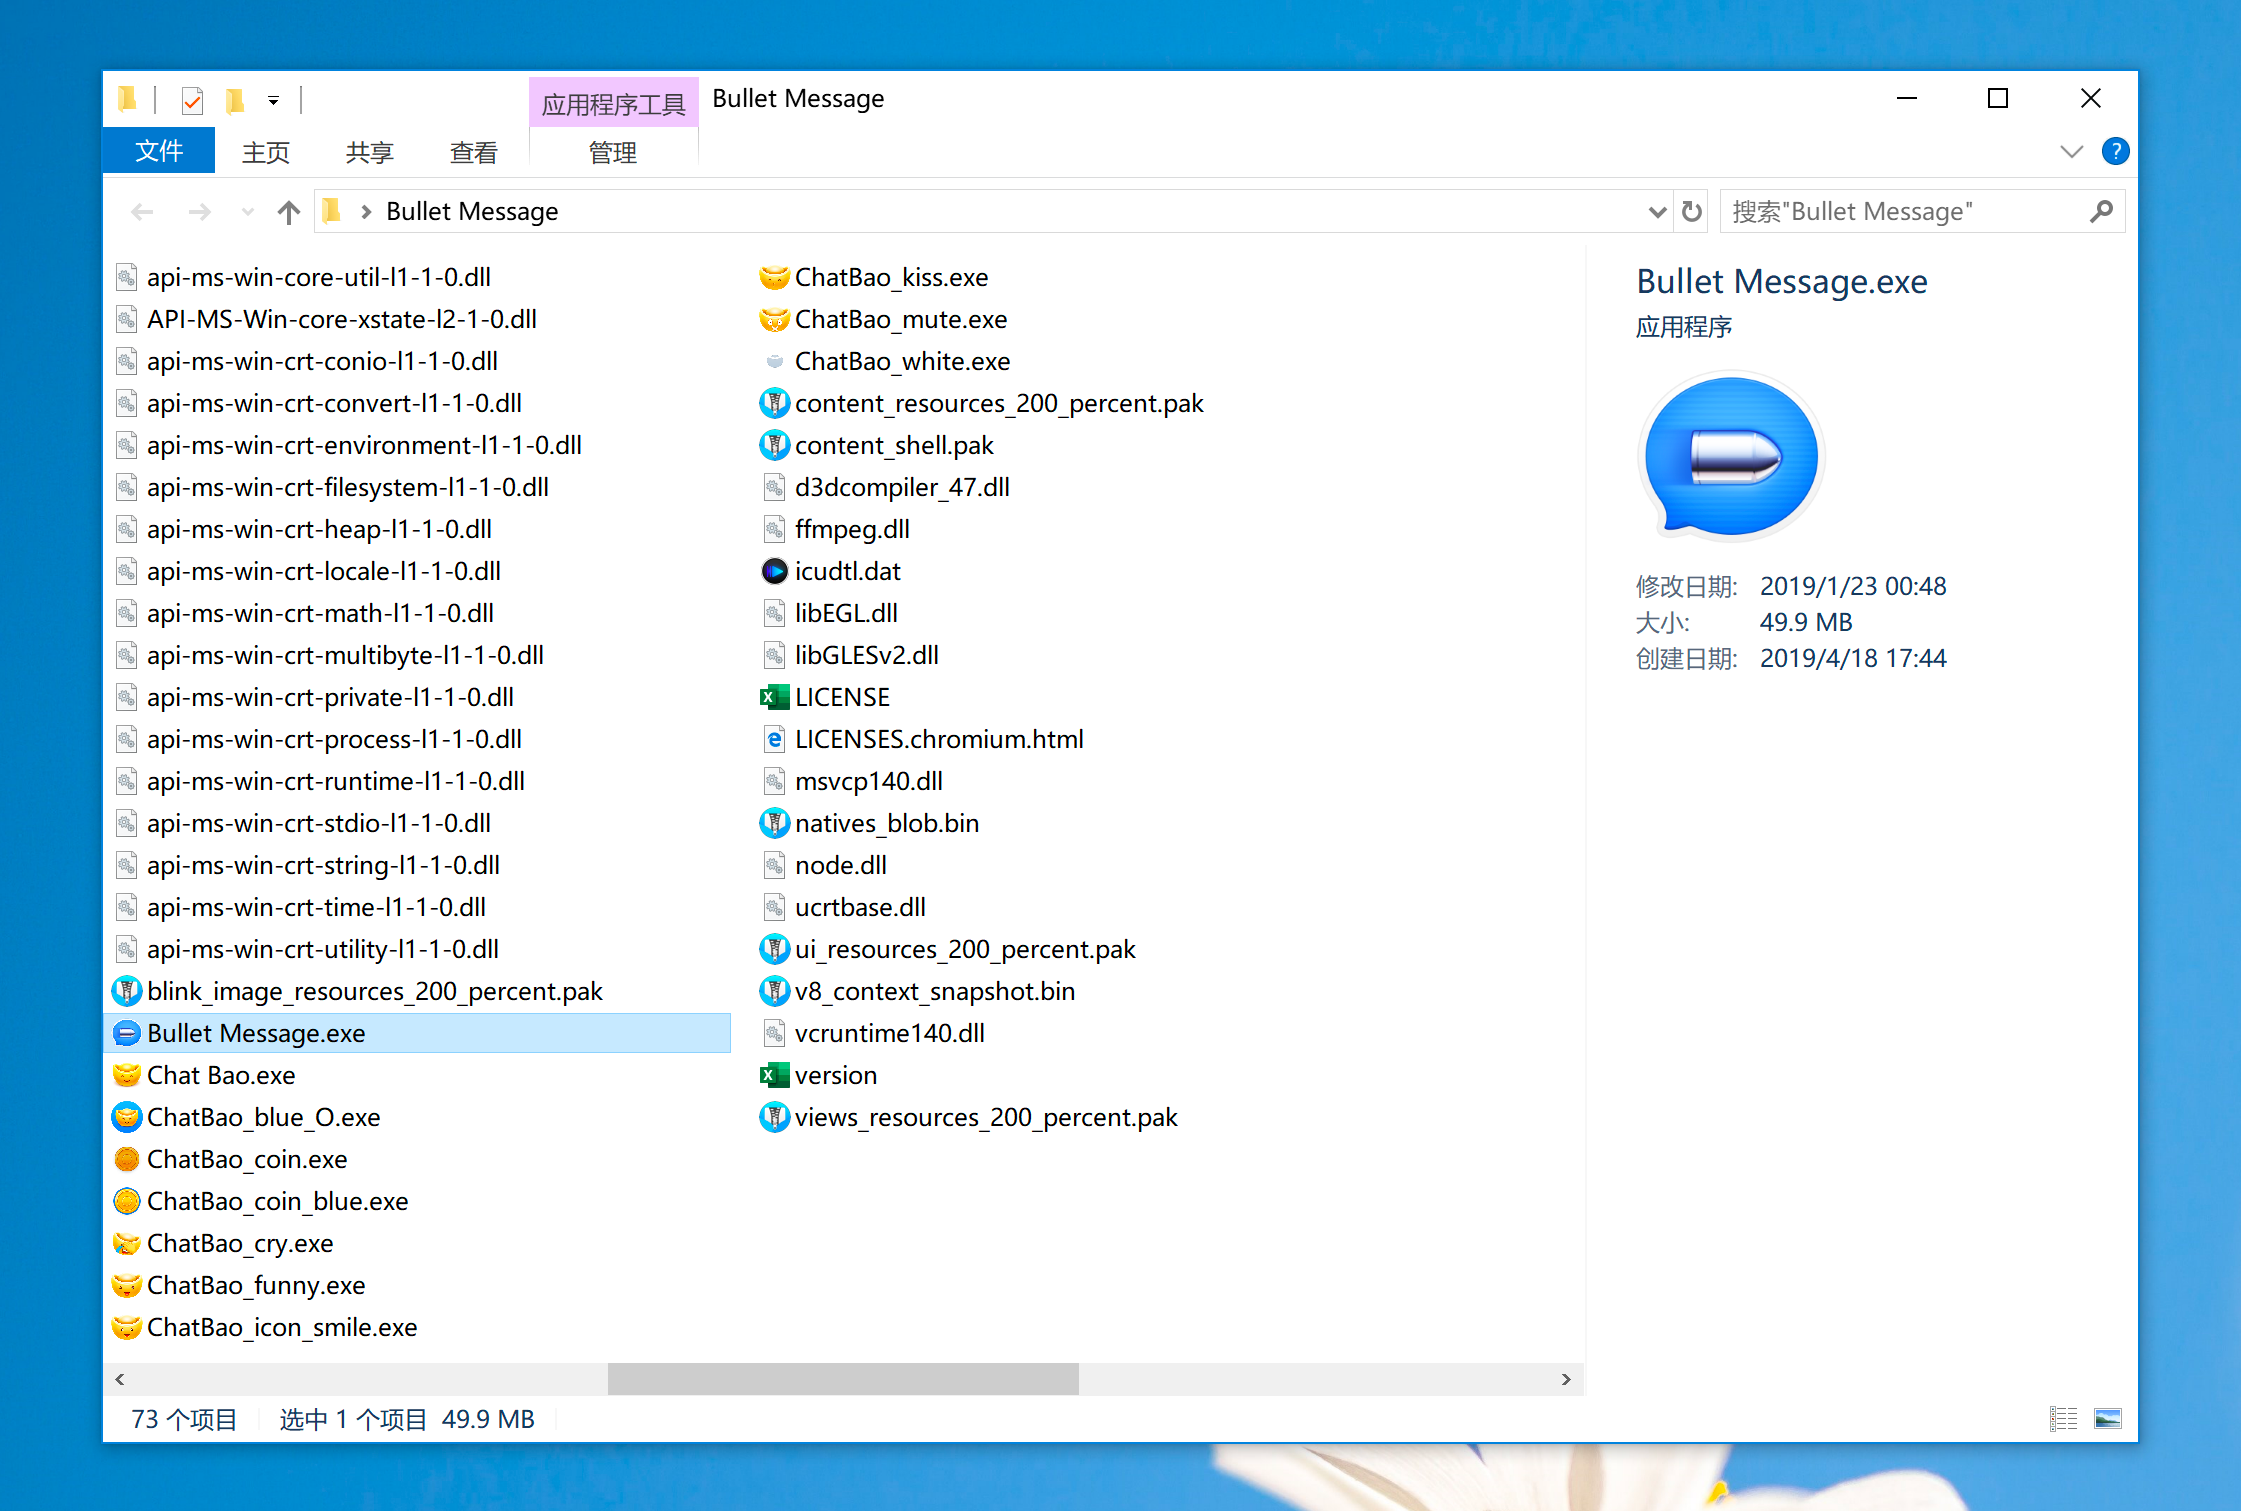 应用程序工具
Bullet Message
文件
主页
共享
查看
管理
Bullet Message
搜索"Bullet Message"
api-ms-win-core-util-l1-1-0.dll
API-MS-Win-core-xstate-l2-1-0.dll
api-ms-win-crt-conio-l1-1-0.dll
api-ms-win-crt-convert-l1-1-0.dll
api-ms-win-crt-environment-l1-1-0.dll
api-ms-win-crt-filesystem-l1-1-0.dll
api-ms-win-crt-heap-l1-1-0.dll
api-ms-win-crt-locale-l1-1-0.dll
api-ms-win-crt-math-l1-1-0.dll
api-ms-win-crt-multibyte-l1-1-0.dll
api-ms-win-crt-private-l1-1-0.dll
api-ms-win-crt-process-l1-1-0.dll
api-ms-win-crt-runtime-l1-1-0.dll
api-ms-win-crt-stdio-l1-1-0.dll
api-ms-win-crt-string-l1-1-0.dll
api-ms-win-crt-time-l1-1-0.dll
api-ms-win-crt-utility-l1-1-0.dll
blink_image_resources_200_percent.pak
Bullet Message.exe
Chat Bao.exe
ChatBao_blue_O.exe
ChatBao_coin.exe
ChatBao_coin_blue.exe
ChatBao_cry.exe
ChatBao_funny.exe
ChatBao_icon_smile.exe
ChatBao_kiss.exe
ChatBao_mute.exe
ChatBao_white.exe
content_resources_200_percent.pak
content_shell.pak
d3dcompiler_47.dll
ffmpeg.dll
icudtl.dat
libEGL.dll
libGLESv2.dll
LICENSE
LICENSES.chromium.html
msvcp140.dll
natives_blob.bin
node.dll
ucrtbase.dll
ui_resources_200_percent.pak
v8_context_snapshot.bin
vcruntime140.dll
version
views_resources_200_percent.pak
Bullet Message.exe
应用程序
修改日期: 2019/1/23 00:48
大小: 49.9 MB
创建日期: 2019/4/18 17:44
73 个项目
选中 1 个项目 49.9 MB